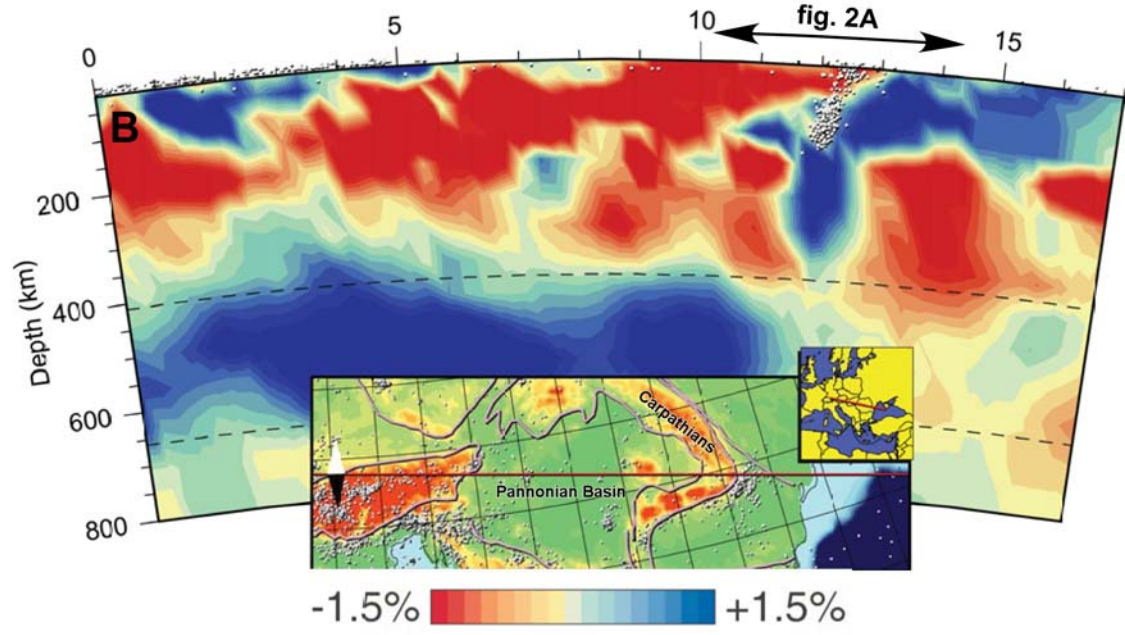 fig. 2A
0
5
10
15
B
200
400
600
800
Depth (km)
Carpathians
Pannonian Basin
-1.5%
+1.5%